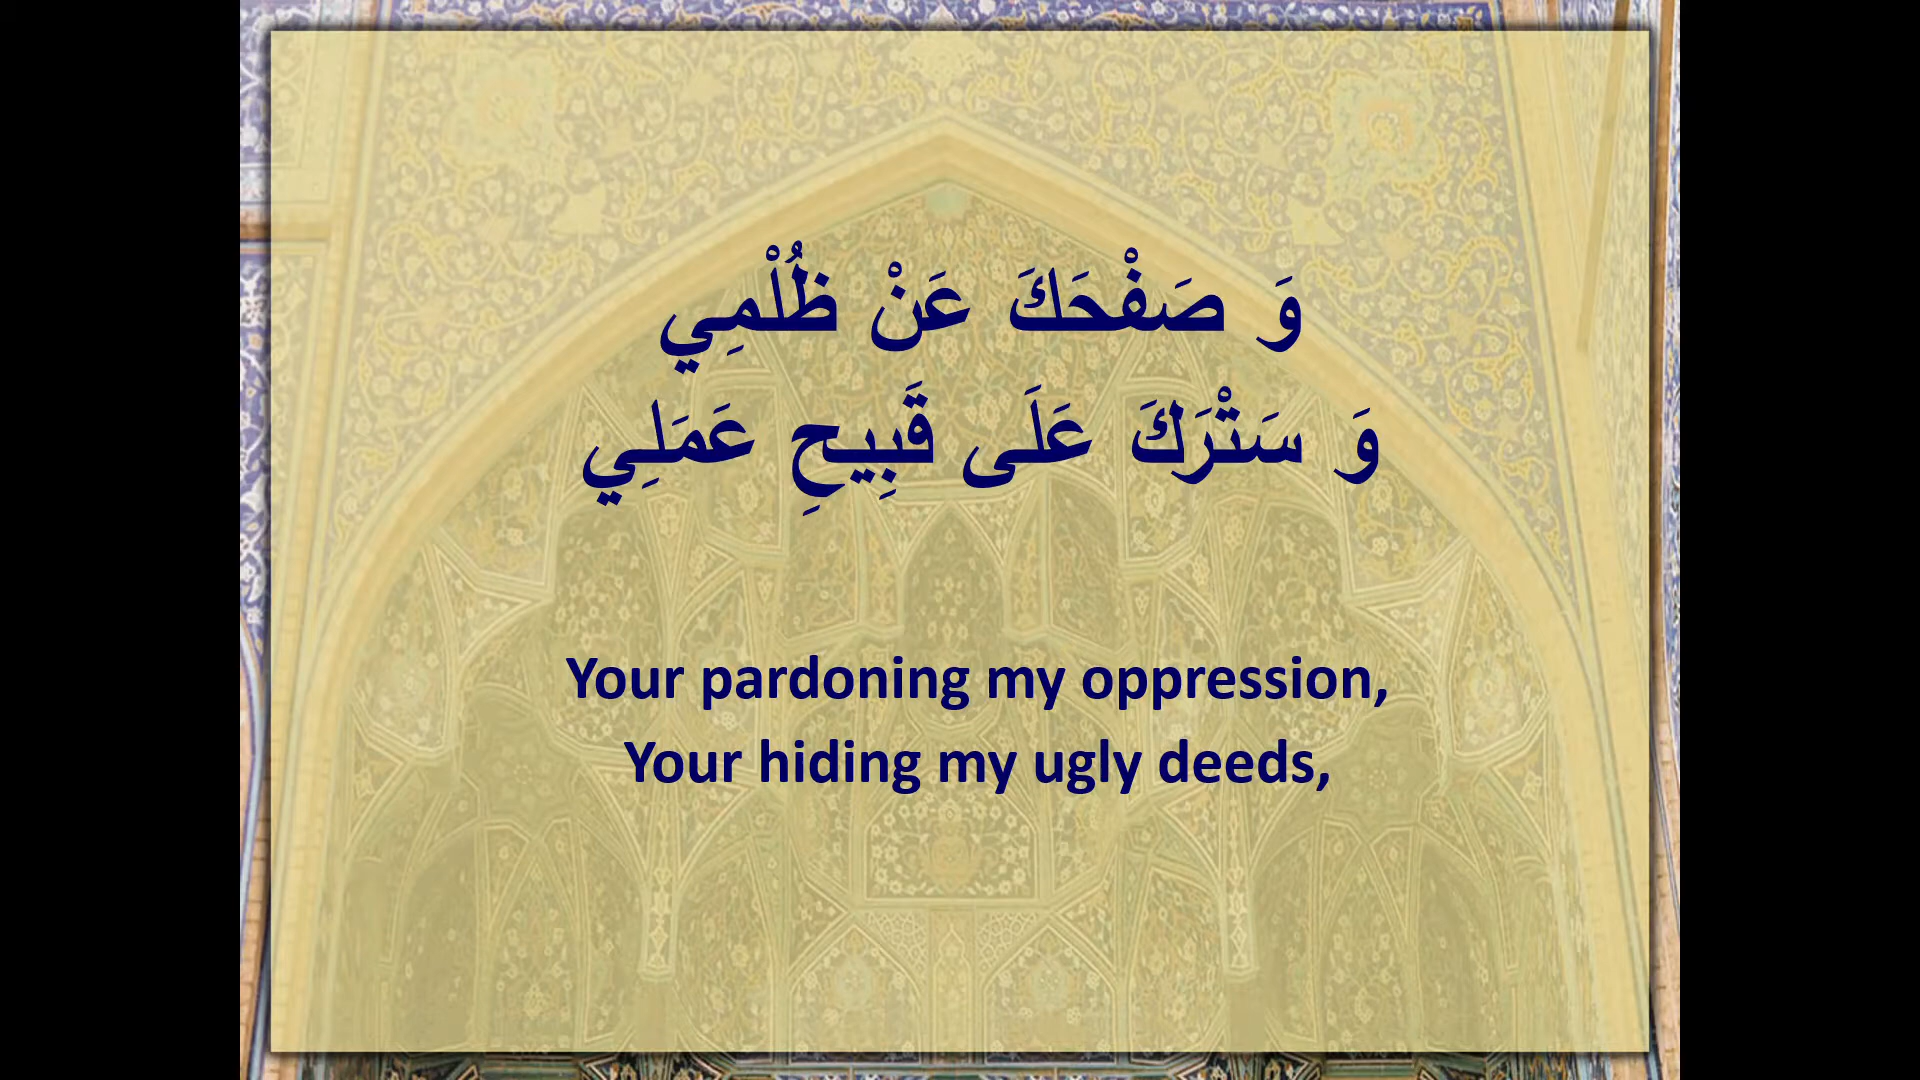 وَ صَفْحَكَ عَنْ ظُلْمِي
وَ سَتْرَكَ عَلَى قَبِيحِ عَمَلِي
Your pardoning my oppression,
Your hiding my ugly deeds,